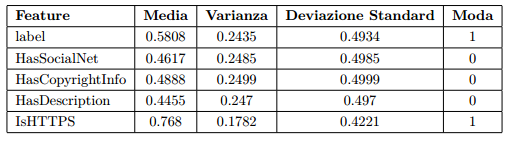 Feature Media Varianza Deviazione Standard Moda
label 0.5808 0.2435 0.4934 1
HasSocialNet 0.4617 0.2485 0.4985 0
HasCopyrightInfo 0.4888 0.2499 0.4999 0
HasDescription 0.4455 0.247 0.497 0
IsHTTPS 0.768 0.1782 0.4221 1